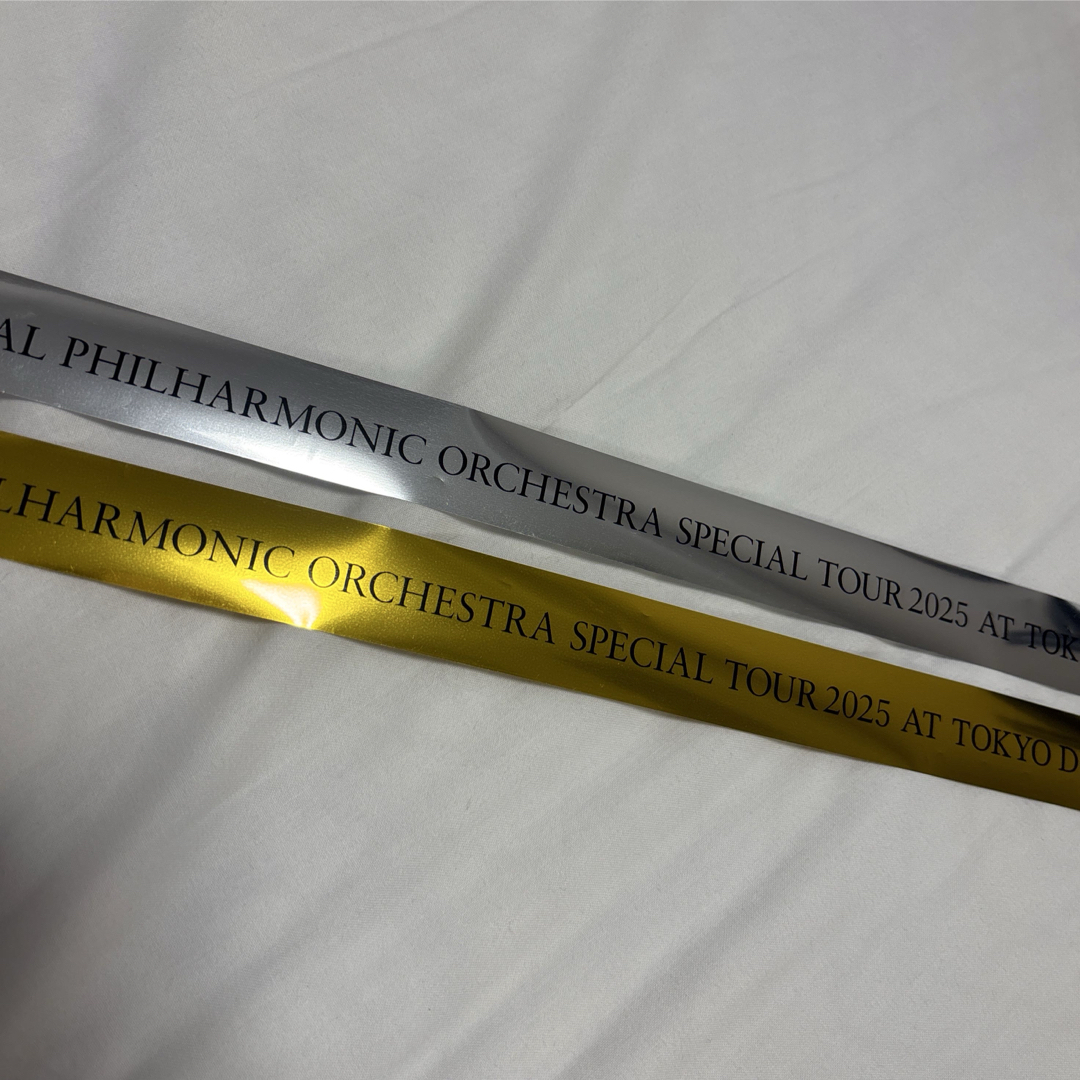 AL PHILHARMONIC ORCHESTRA SPECIAL TOUR 2025 AT TOK
LHARMONIC ORCHESTRA SPECIAL TOUR 2025 AT TOKYO D